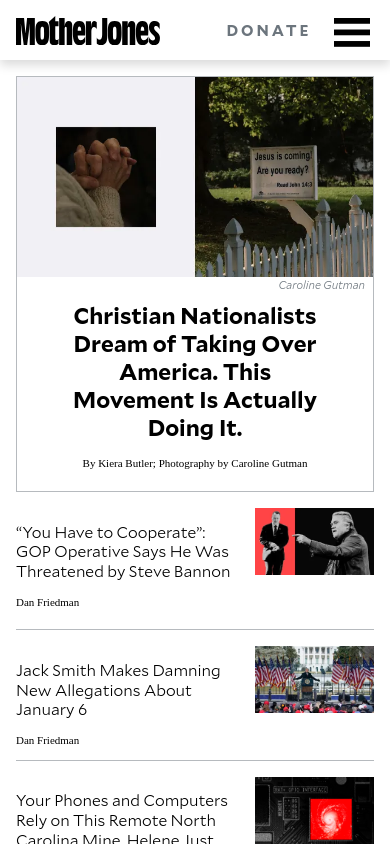 Mother Jones
DONATE
Jesus is coming!
Are you ready?
Read John 14:3
Caroline Gutman
Christian Nationalists
Dream of Taking Over
America. This
Movement Is Actually
Doing It.
By Kiera Butler; Photography by Caroline Gutman
“You Have to Cooperate”:
GOP Operative Says He Was
Threatened by Steve Bannon
Dan Friedman
Jack Smith Makes Damning
New Allegations About
January 6
Dan Friedman
Your Phones and Computers
Rely on This Remote North
Carolina Mine. Helene Just